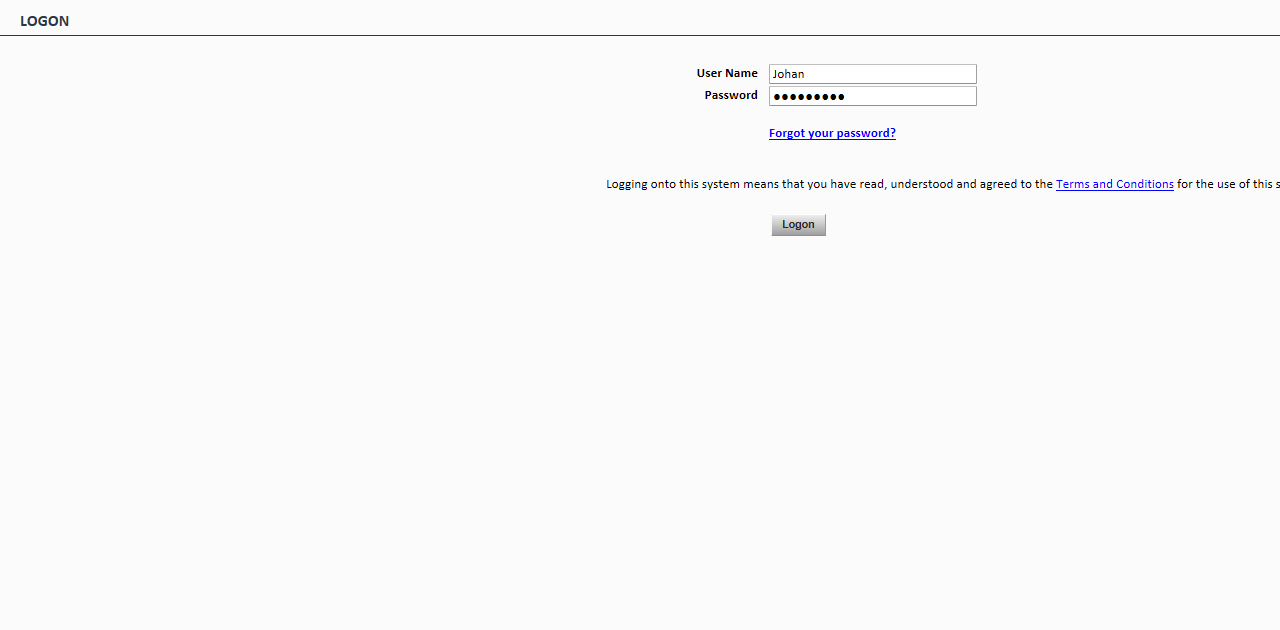 LOGON
User Name Johan
Password ●●●●●●●●●
Forgot your password?
Logging onto this system means that you have read, understood and agreed to the Terms and Conditions for the use of this s
Logon